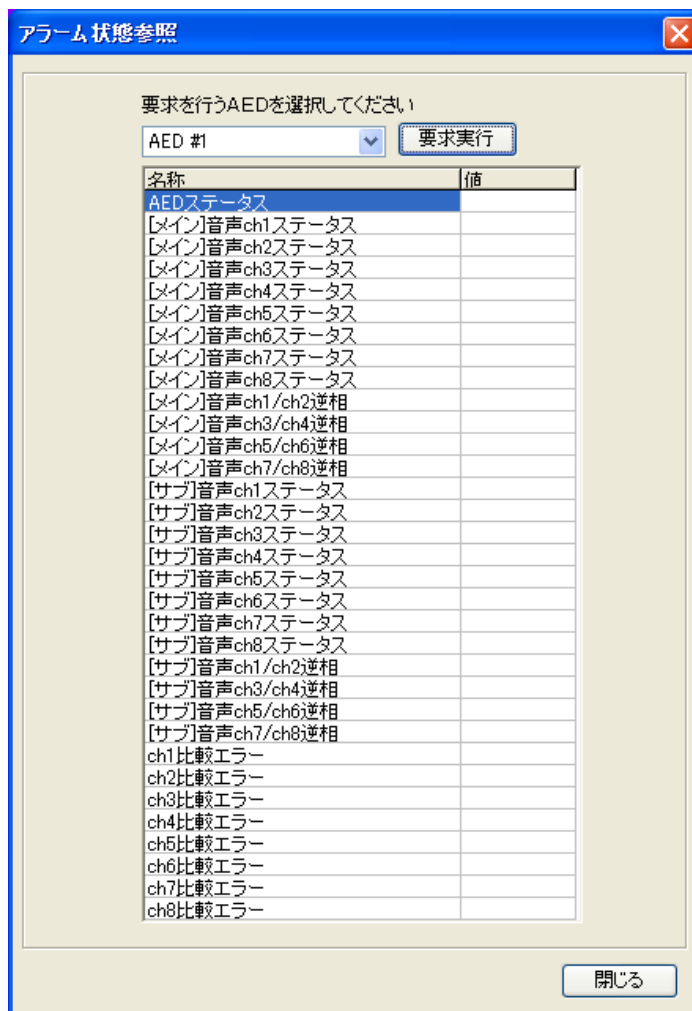 アラーム状態参照
要求を行うAEDを選択してください
AED #1
要求実行
名称 値
AEDステータス
[メイン]音声ch1ステータス
[メイン]音声ch2ステータス
[メイン]音声ch3ステータス
[メイン]音声ch4ステータス
[メイン]音声ch5ステータス
[メイン]音声ch6ステータス
[メイン]音声ch7ステータス
[メイン]音声ch8ステータス
[メイン]音声ch1/ch2逆相
[メイン]音声ch3/ch4逆相
[メイン]音声ch5/ch6逆相
[メイン]音声ch7/ch8逆相
[サブ]音声ch1ステータス
[サブ]音声ch2ステータス
[サブ]音声ch3ステータス
[サブ]音声ch4ステータス
[サブ]音声ch5ステータス
[サブ]音声ch6ステータス
[サブ]音声ch7ステータス
[サブ]音声ch8ステータス
[サブ]音声ch1/ch2逆相
[サブ]音声ch3/ch4逆相
[サブ]音声ch5/ch6逆相
[サブ]音声ch7/ch8逆相
ch1比較エラー
ch2比較エラー
ch3比較エラー
ch4比較エラー
ch5比較エラー
ch6比較エラー
ch7比較エラー
ch8比較エラー
閉じる